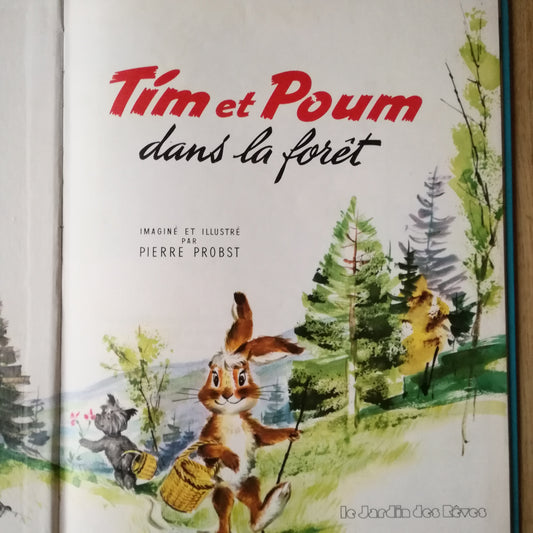 Tim et Poum
dans la forêt
IMAGINÉ ET ILLUSTRÉ
PAR
PIERRE PROBST
le Jardin des Rêves